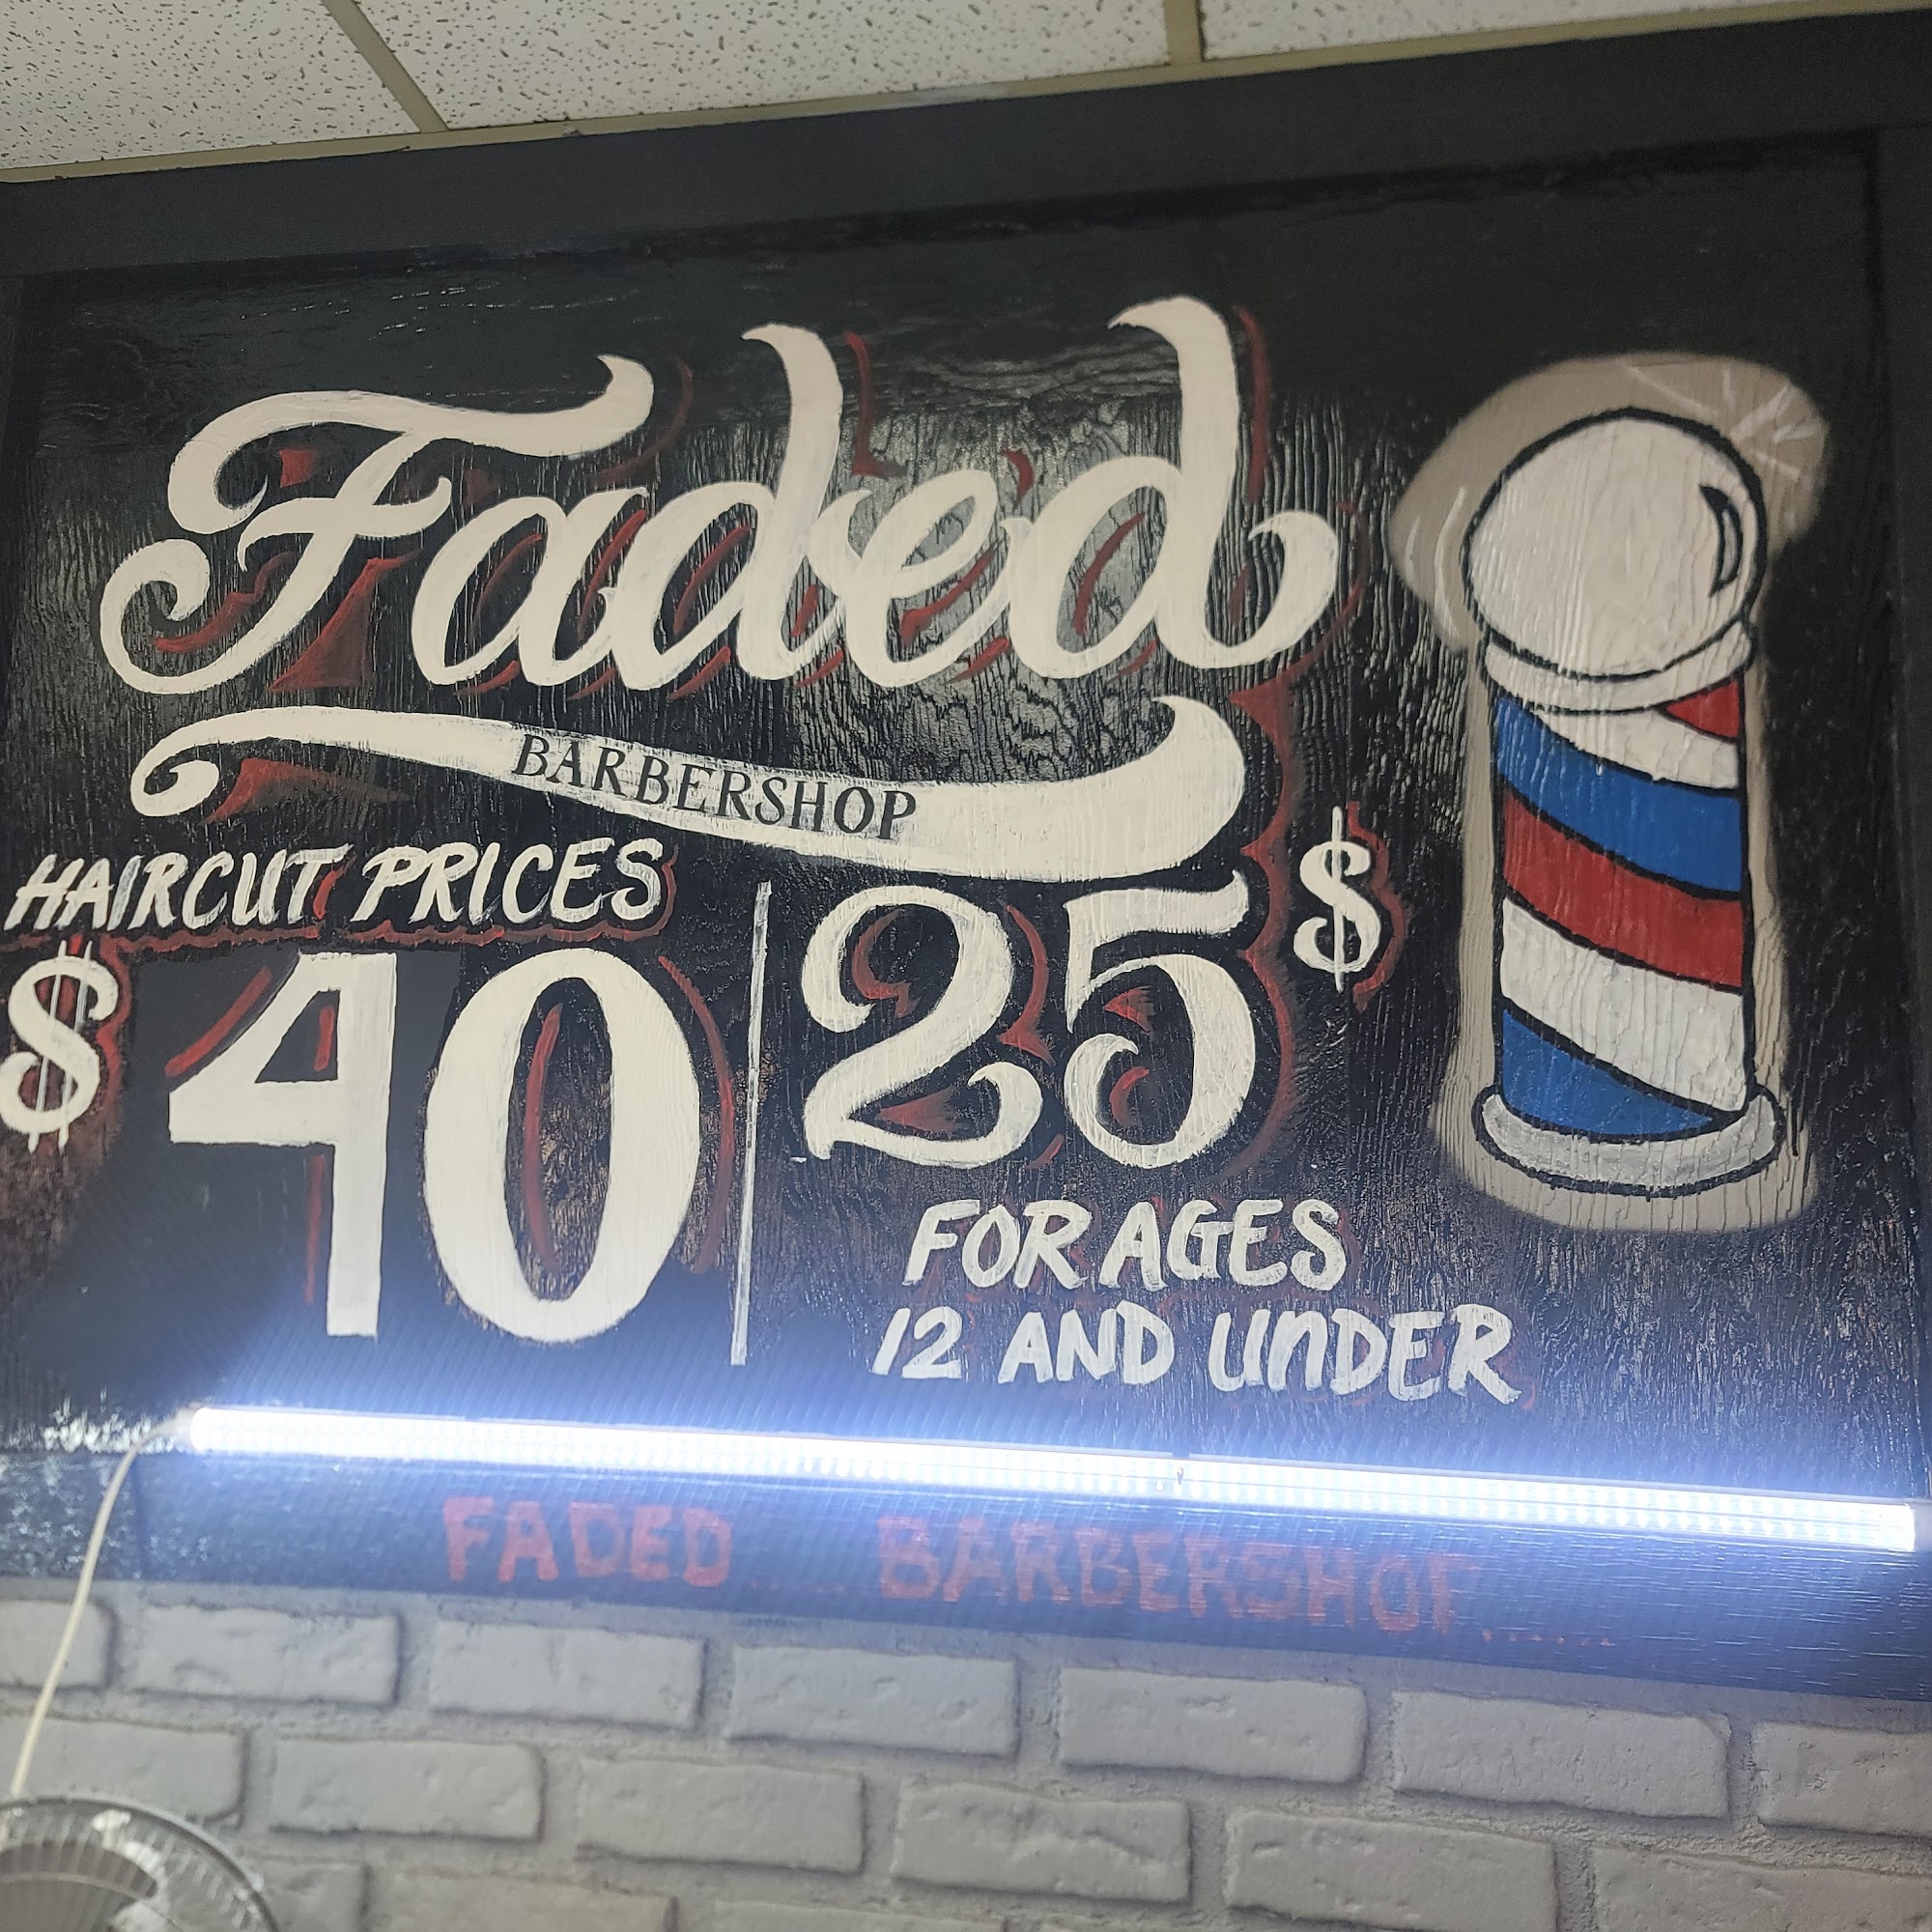 Faded
BARBERSHOP
HAIRCUT PRICES
$40
25$
FOR AGES
12 AND UNDER
FADED...... BARBERSHOP.......